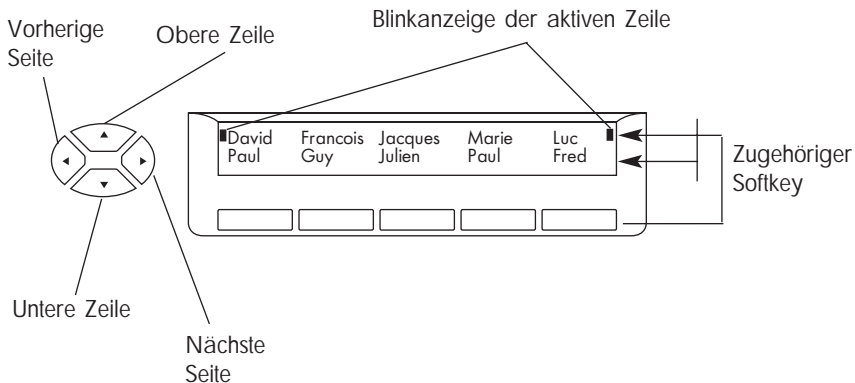 Vorherige
Seite
Obere Zeile
Blinkanzeige der aktiven Zeile
David Francois Jacques Marie Luc
Paul Guy Julien Paul Fred
Zugehöriger
Softkey
Untere Zeile
Nächste
Seite